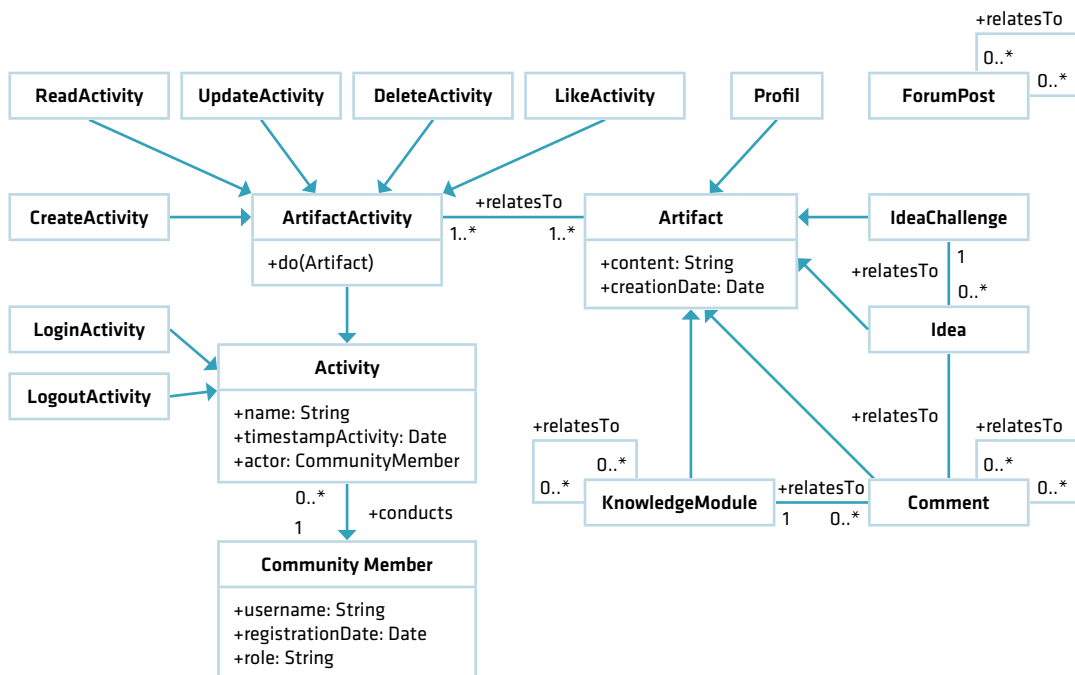 +relatesTo
0..*
0..*
ReadActivity
UpdateActivity
DeleteActivity
LikeActivity
Profil
ForumPost
CreateActivity
ArtifactActivity
+do(Artifact)
+relatesTo
1..*
1..*
Artifact
+content: String
+creationDate: Date
IdeaChallenge
+relatesTo
1
0..*
Idea
LoginActivity
LogoutActivity
Activity
+name: String
+timestampActivity: Date
+actor: CommunityMember
+relatesTo
+relatesTo
0..*
0..*
KnowledgeModule
+relatesTo
1
0..*
Comment
+relatesTo
0..*
0..*
0..*
1
+conducts
Community Member
+username: String
+registrationDate: Date
+role: String